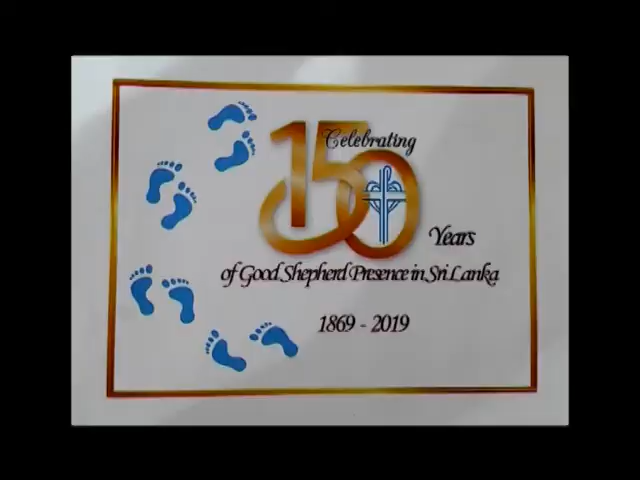 Celebrating
150
Years
of Good Shepherd Presence in Sri Lanka
1869 - 2019